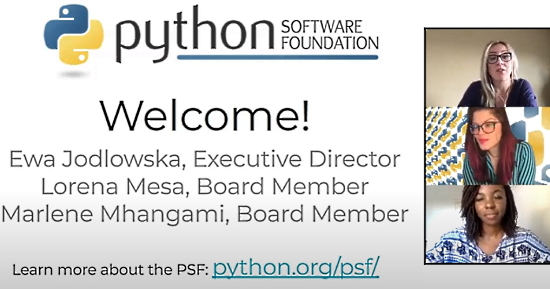 python SOFTWARE
FOUNDATION
Welcome!
Ewa Jodlowska, Executive Director
Lorena Mesa, Board Member
Marlene Mhangami, Board Member
Learn more about the PSF: python.org/psf/